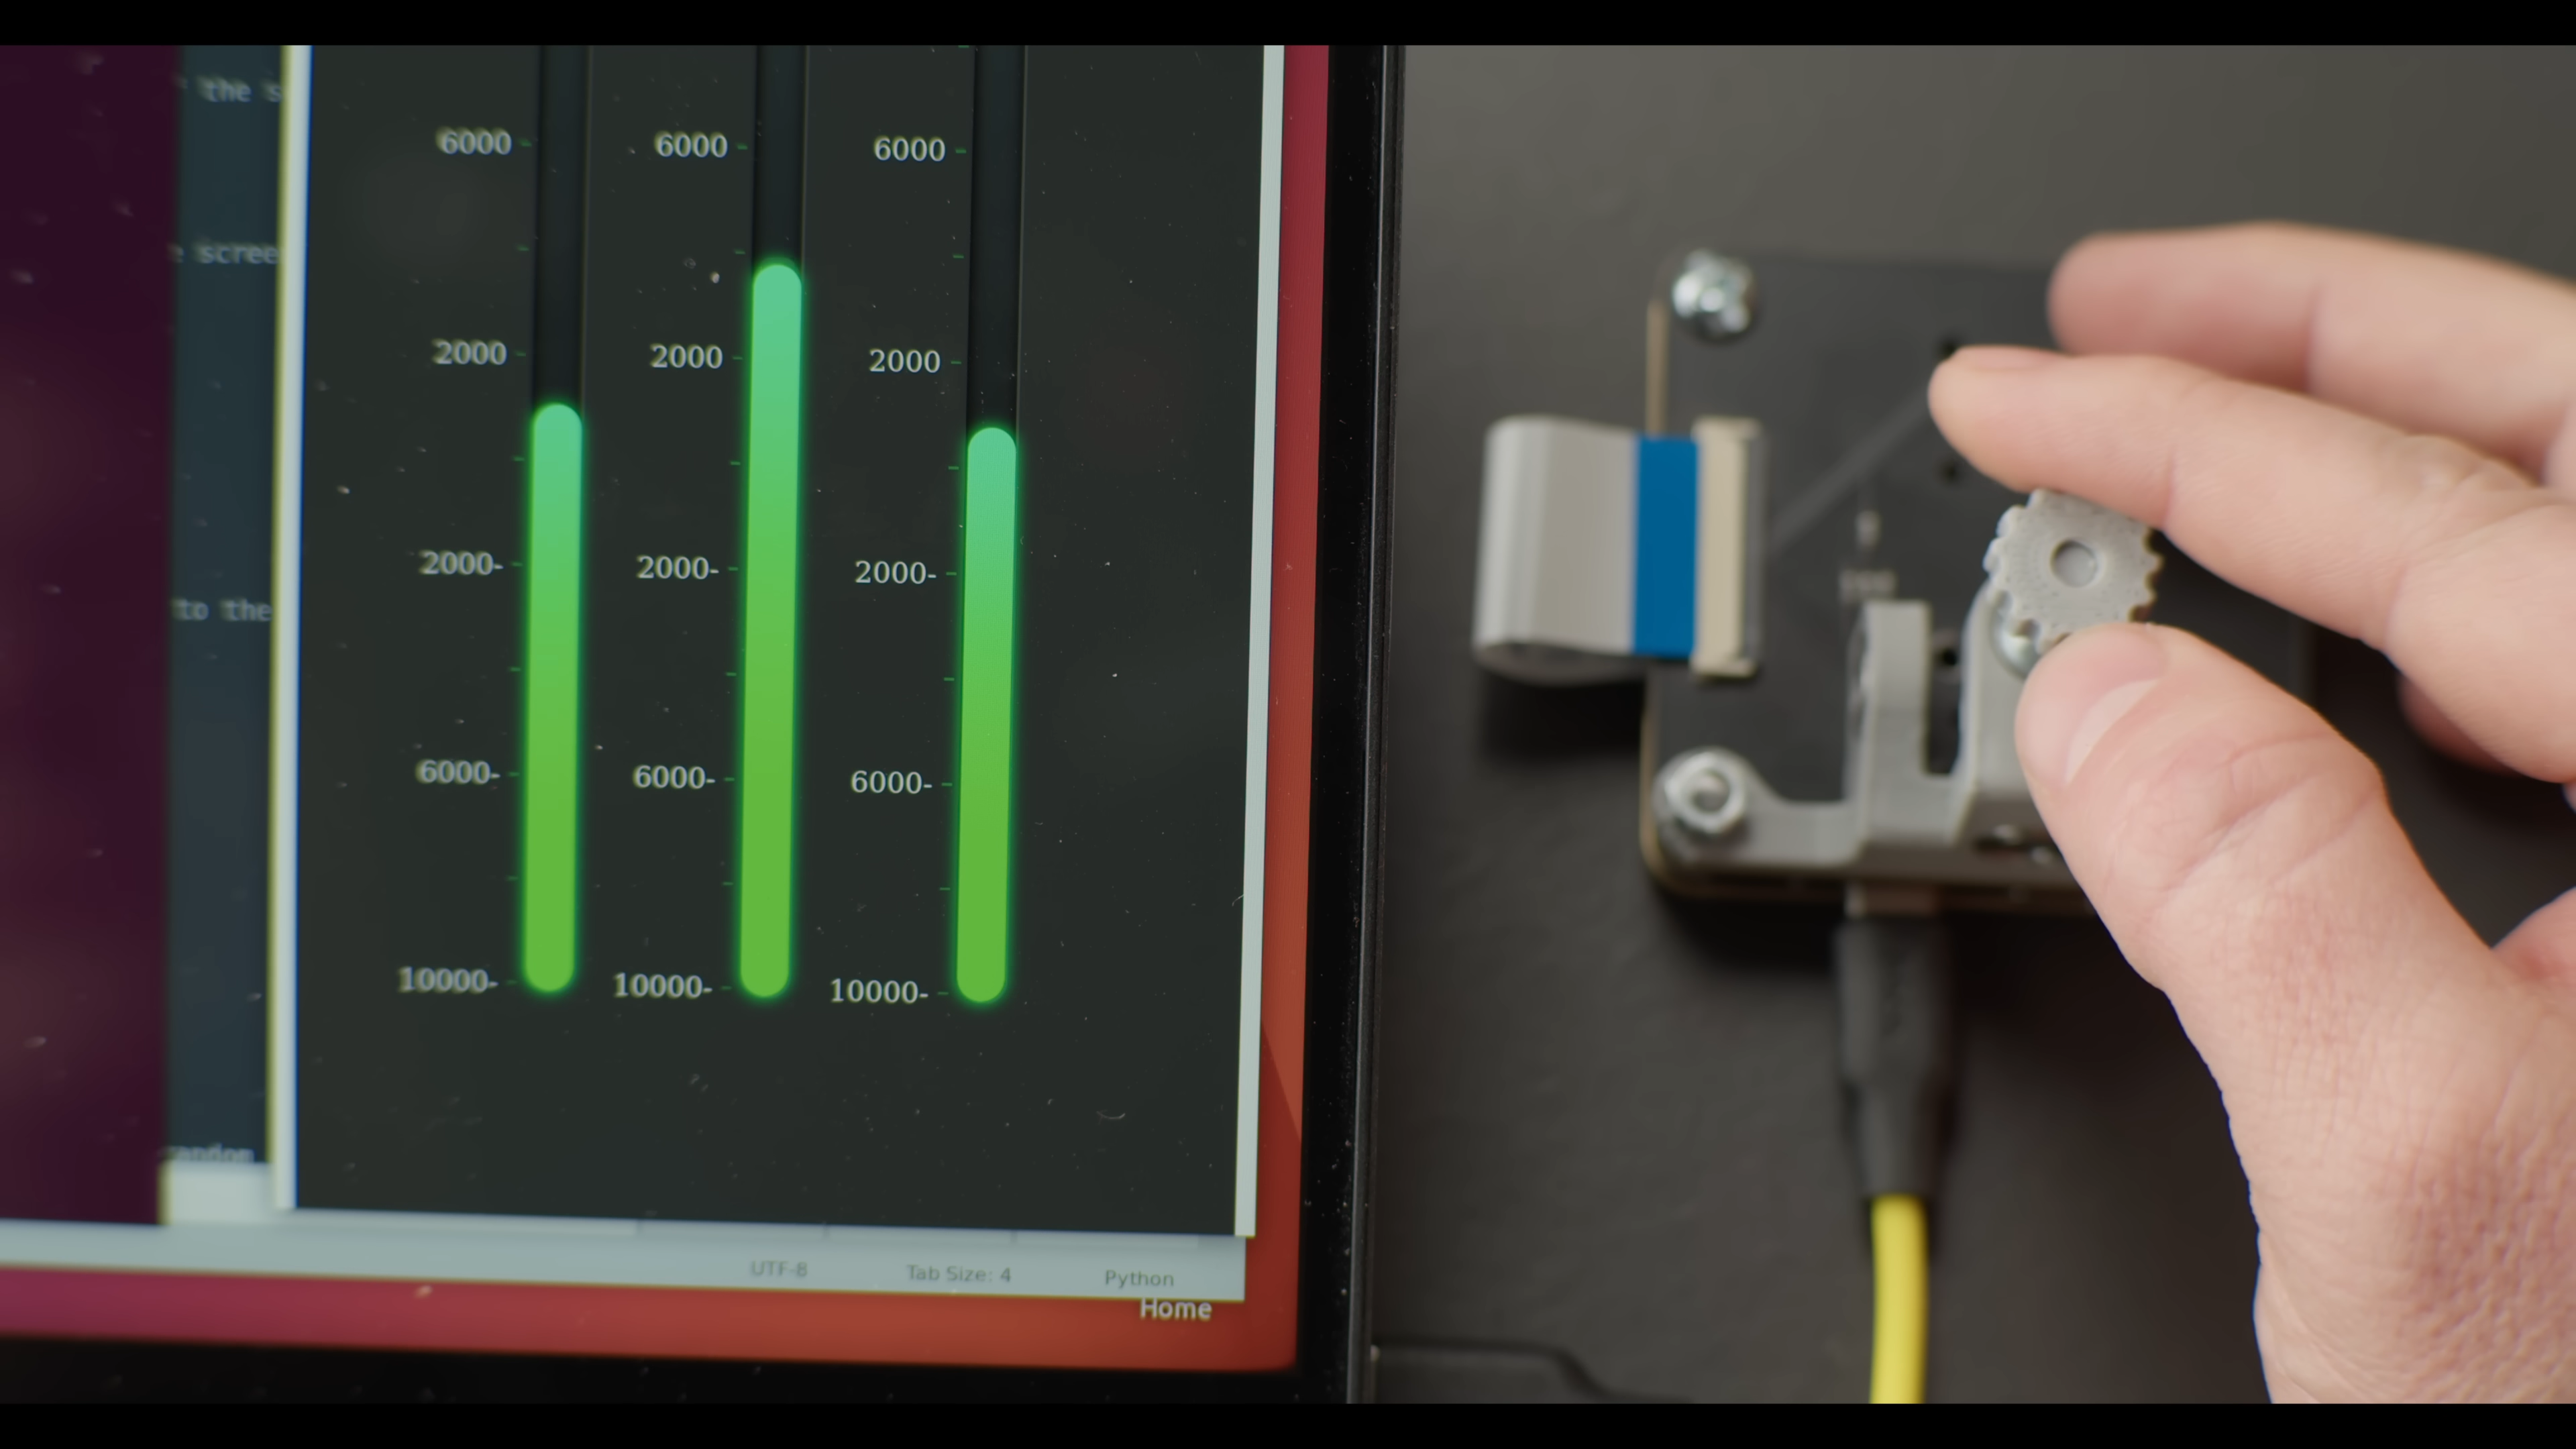 the s
6000 6000 6000
e scree
2000 2000 2000
2000- 2000- 2000-
to the
6000- 6000- 6000-
10000- 10000- 10000-
random
UTF-8 Tab Size: 4 Python
Home